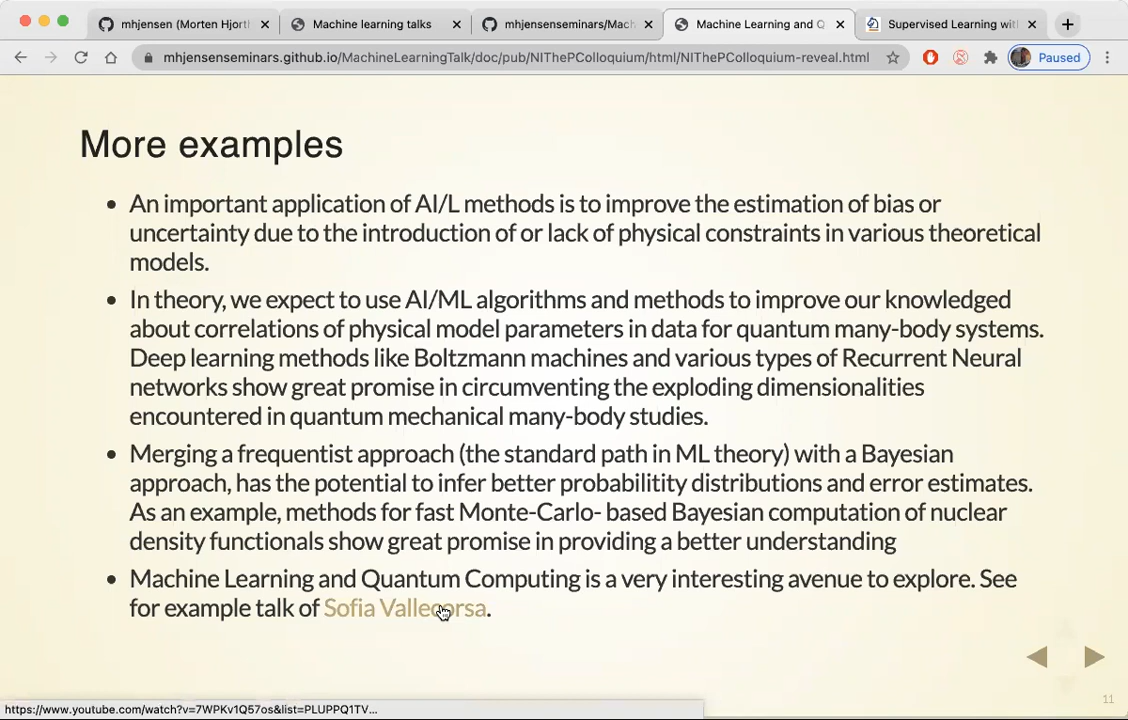 mhjensen (Morten Hjort
Machine learning talks
mhjensenseminars/Mach
Machine Learning and Q
Supervised Learning wit
mhjensenseminars.github.io/MachineLearningTalk/doc/pub/NIThePColloquium/html/NIThePColloquium-reveal.html
Paused
More examples
An important application of AI/L methods is to improve the estimation of bias or
uncertainty due to the introduction of or lack of physical constraints in various theoretical
models.
In theory, we expect to use AI/ML algorithms and methods to improve our knowledged
about correlations of physical model parameters in data for quantum many-body systems.
Deep learning methods like Boltzmann machines and various types of Recurrent Neural
networks show great promise in circumventing the exploding dimensionalities
encountered in quantum mechanical many-body studies.
Merging a frequentist approach (the standard path in ML theory) with a Bayesian
approach, has the potential to infer better probabilitity distributions and error estimates.
As an example, methods for fast Monte-Carlo- based Bayesian computation of nuclear
density functionals show great promise in providing a better understanding
Machine Learning and Quantum Computing is a very interesting avenue to explore. See
for example talk of Sofia Vallecorsa.
11
https://www.youtube.com/watch?v=7WPKv1Q57os&list=PLUPPQ1TV...